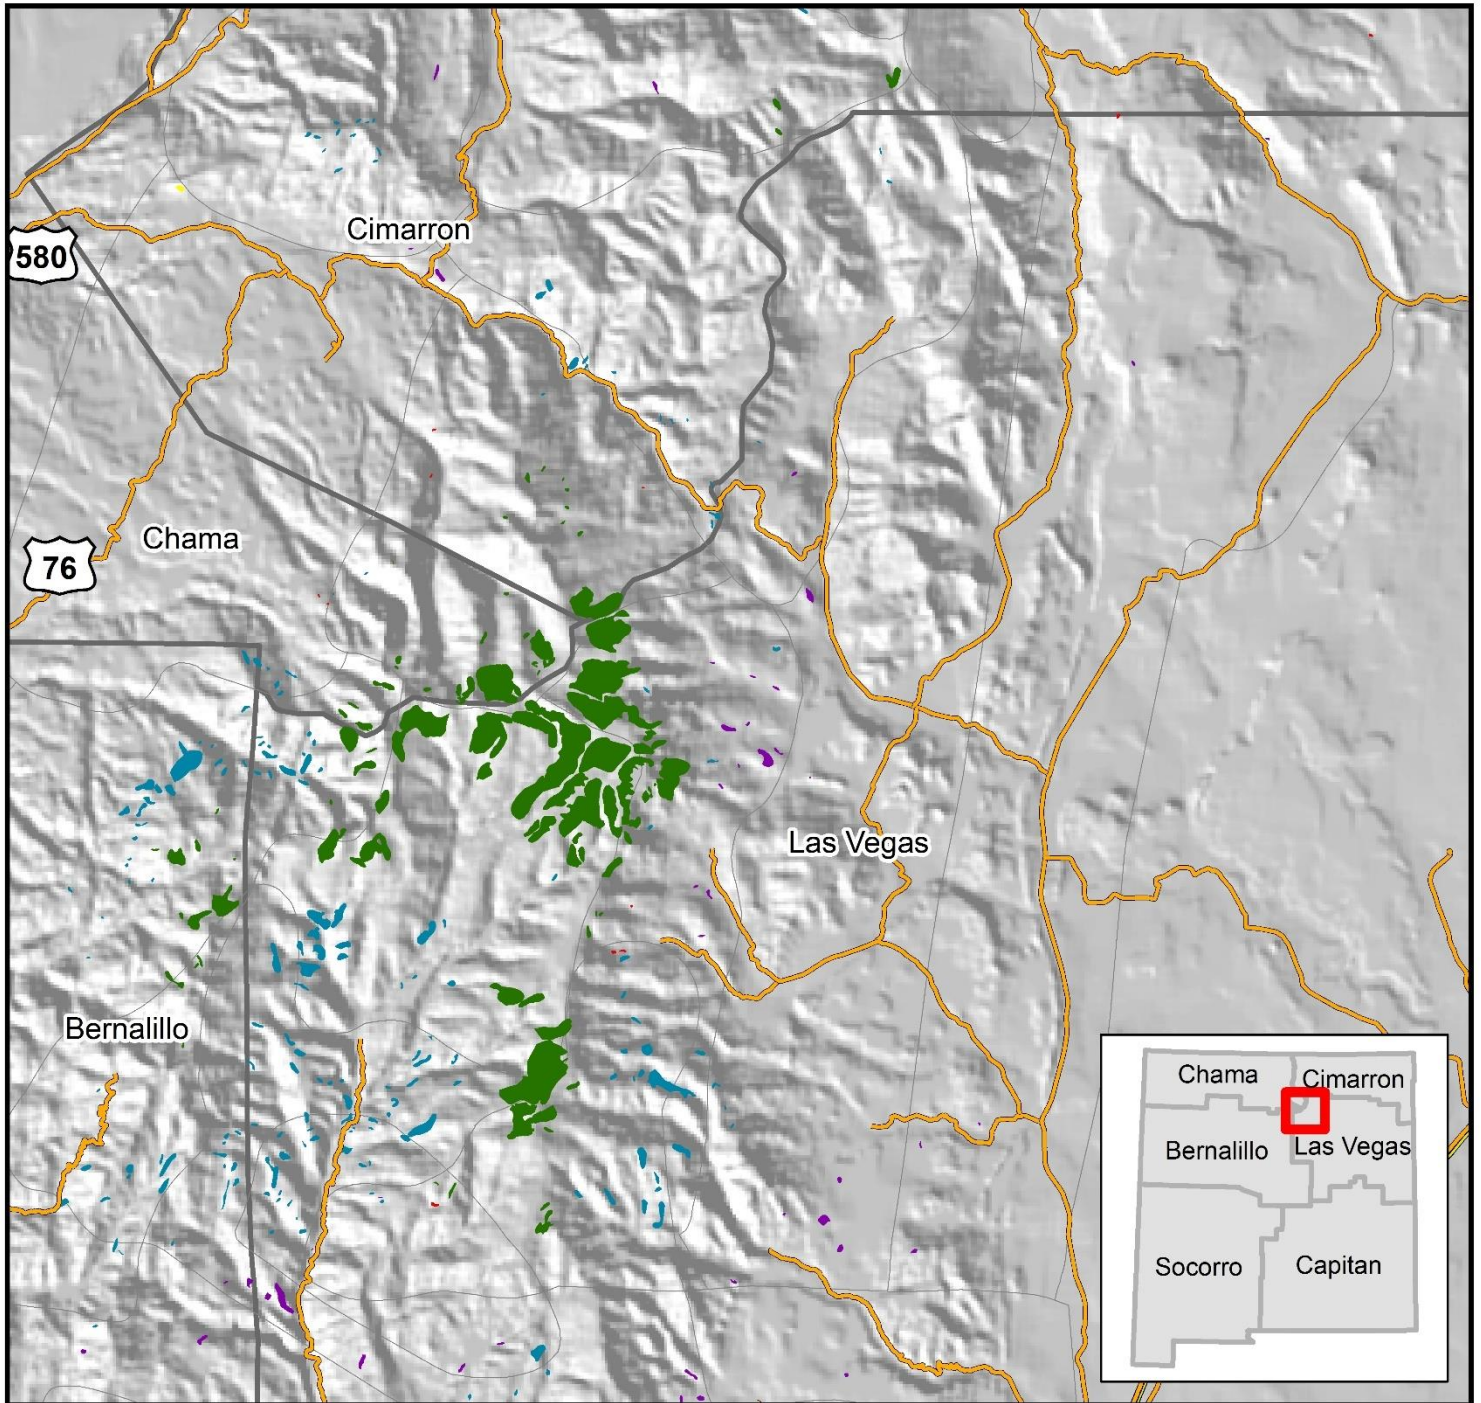 Cimarron
580
Chama
76
Las Vegas
Bernalillo
Chama
Cimarron
Bernalillo
Las Vegas
Socorro
Capitan